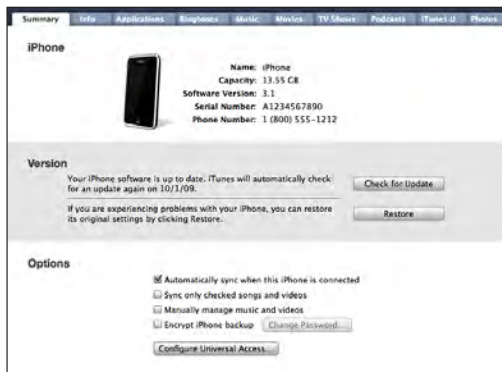 Summary Info Applications Ringtones Music Movies TV Shows Podcasts iTunes U Photos
iPhone
Name: iPhone
Capacity: 13.55 GB
Software Version: 3.1
Serial Number: A1234567890
Phone Number: 1 (800) 555-1212
Version
Your iPhone software is up to date. iTunes will automatically check
for an update again on 10/1/09.
Check for Update
If you are experiencing problems with your iPhone, you can restore
its original settings by clicking Restore.
Restore
Options
Automatically sync when this iPhone is connected
Sync only checked songs and videos
Manually manage music and videos
Encrypt iPhone backup Change Password...
Configure Universal Access...